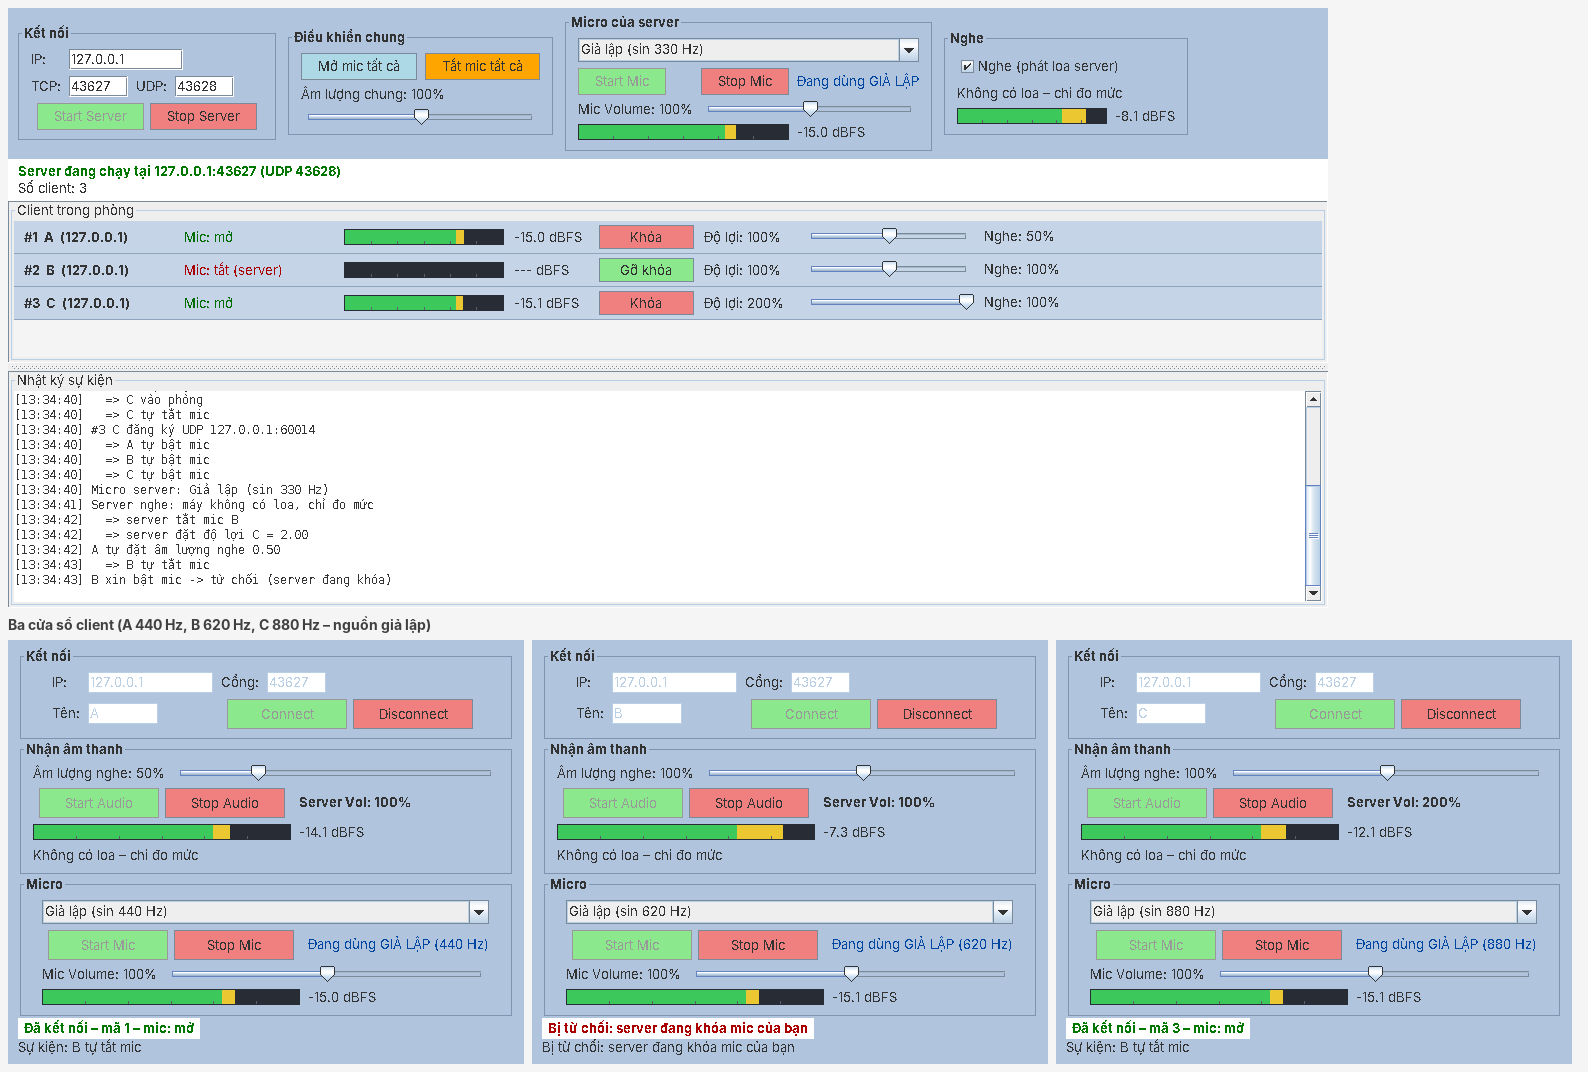 Kết nối
IP: 127.0.0.1
TCP: 43627 UDP: 43628
Start Server Stop Server
Điều khiển chung
Mở mic tất cả Tắt mic tất cả
Âm lượng chung: 100%
Micro của server
Giả lập (sin 330 Hz)
Start Mic Stop Mic Đang dùng GIẢ LẬP
Mic Volume: 100%
-15.0 dBFS
Nghe
Nghe (phát loa server)
Không có loa – chỉ đo mức
-8.1 dBFS
Server đang chạy tại 127.0.0.1:43627 (UDP 43628)
Số client: 3
Client trong phòng
#1 A (127.0.0.1) Mic: mở -15.0 dBFS Khóa Độ lợi: 100% Nghe: 50%
#2 B (127.0.0.1) Mic: tắt (server) --- dBFS Gỡ khóa Độ lợi: 100% Nghe: 100%
#3 C (127.0.0.1) Mic: mở -15.1 dBFS Khóa Độ lợi: 200% Nghe: 100%
Nhật ký sự kiện
[13:34:40] => C vào phòng
[13:34:40] => C tự tắt mic
[13:34:40] #3 C đăng ký UDP 127.0.0.1:60014
[13:34:40] => A tự bật mic
[13:34:40] => B tự bật mic
[13:34:40] => C tự bật mic
[13:34:40] Micro server: Giả lập (sin 330 Hz)
[13:34:41] Server nghe: máy không có loa, chỉ đo mức
[13:34:42] => server tắt mic B
[13:34:42] => server đặt độ lợi C = 2.00
[13:34:42] A tự đặt âm lượng nghe 0.50
[13:34:43] => B tự tắt mic
[13:34:43] B xin bật mic -> từ chối (server đang khóa)
Ba cửa sổ client (A 440 Hz, B 620 Hz, C 880 Hz – nguồn giả lập)
Kết nối
IP: 127.0.0.1 Cổng: 43627
Tên: A Connect Disconnect
Nhận âm thanh
Âm lượng nghe: 50%
Start Audio Stop Audio Server Vol: 100%
-14.1 dBFS
Không có loa – chỉ đo mức
Micro
Giả lập (sin 440 Hz)
Start Mic Stop Mic Đang dùng GIẢ LẬP (440 Hz)
Mic Volume: 100%
-15.0 dBFS
Đã kết nối – mã 1 – mic: mở
Sự kiện: B tự tắt mic
Kết nối
IP: 127.0.0.1 Cổng: 43627
Tên: B Connect Disconnect
Nhận âm thanh
Âm lượng nghe: 100%
Start Audio Stop Audio Server Vol: 100%
-7.3 dBFS
Không có loa – chỉ đo mức
Micro
Giả lập (sin 620 Hz)
Start Mic Stop Mic Đang dùng GIẢ LẬP (620 Hz)
Mic Volume: 100%
-15.1 dBFS
Bị từ chối: server đang khóa mic của bạn
Bị từ chối: server đang khóa mic của bạn
Kết nối
IP: 127.0.0.1 Cổng: 43627
Tên: C Connect Disconnect
Nhận âm thanh
Âm lượng nghe: 100%
Start Audio Stop Audio Server Vol: 200%
-12.1 dBFS
Không có loa – chỉ đo mức
Micro
Giả lập (sin 880 Hz)
Start Mic Stop Mic Đang dùng GIẢ LẬP (880 Hz)
Mic Volume: 100%
-15.1 dBFS
Đã kết nối – mã 3 – mic: mở
Sự kiện: B tự tắt mic